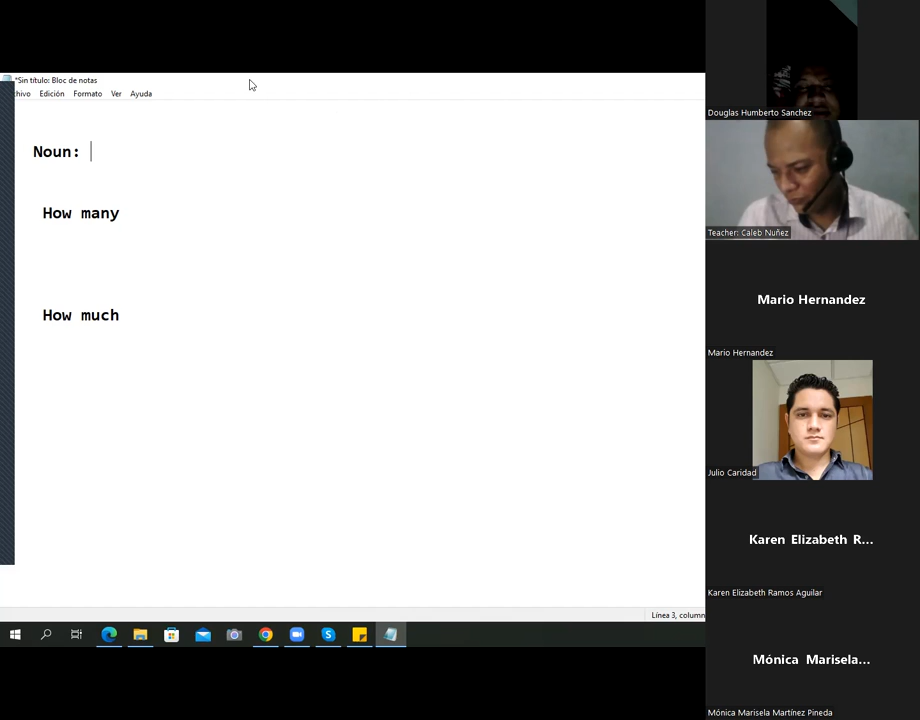 *Sin título: Bloc de notas
hivo Edición Formato Ver Ayuda
Noun:
How many
How much
Línea 3, column
Douglas Humberto Sanchez
Teacher: Caleb Nuñez
Mario Hernandez
Mario Hernandez
Julio Caridad
Karen Elizabeth R...
Karen Elizabeth Ramos Aguilar
Mónica Marisela...
Mónica Marisela Martínez Pineda